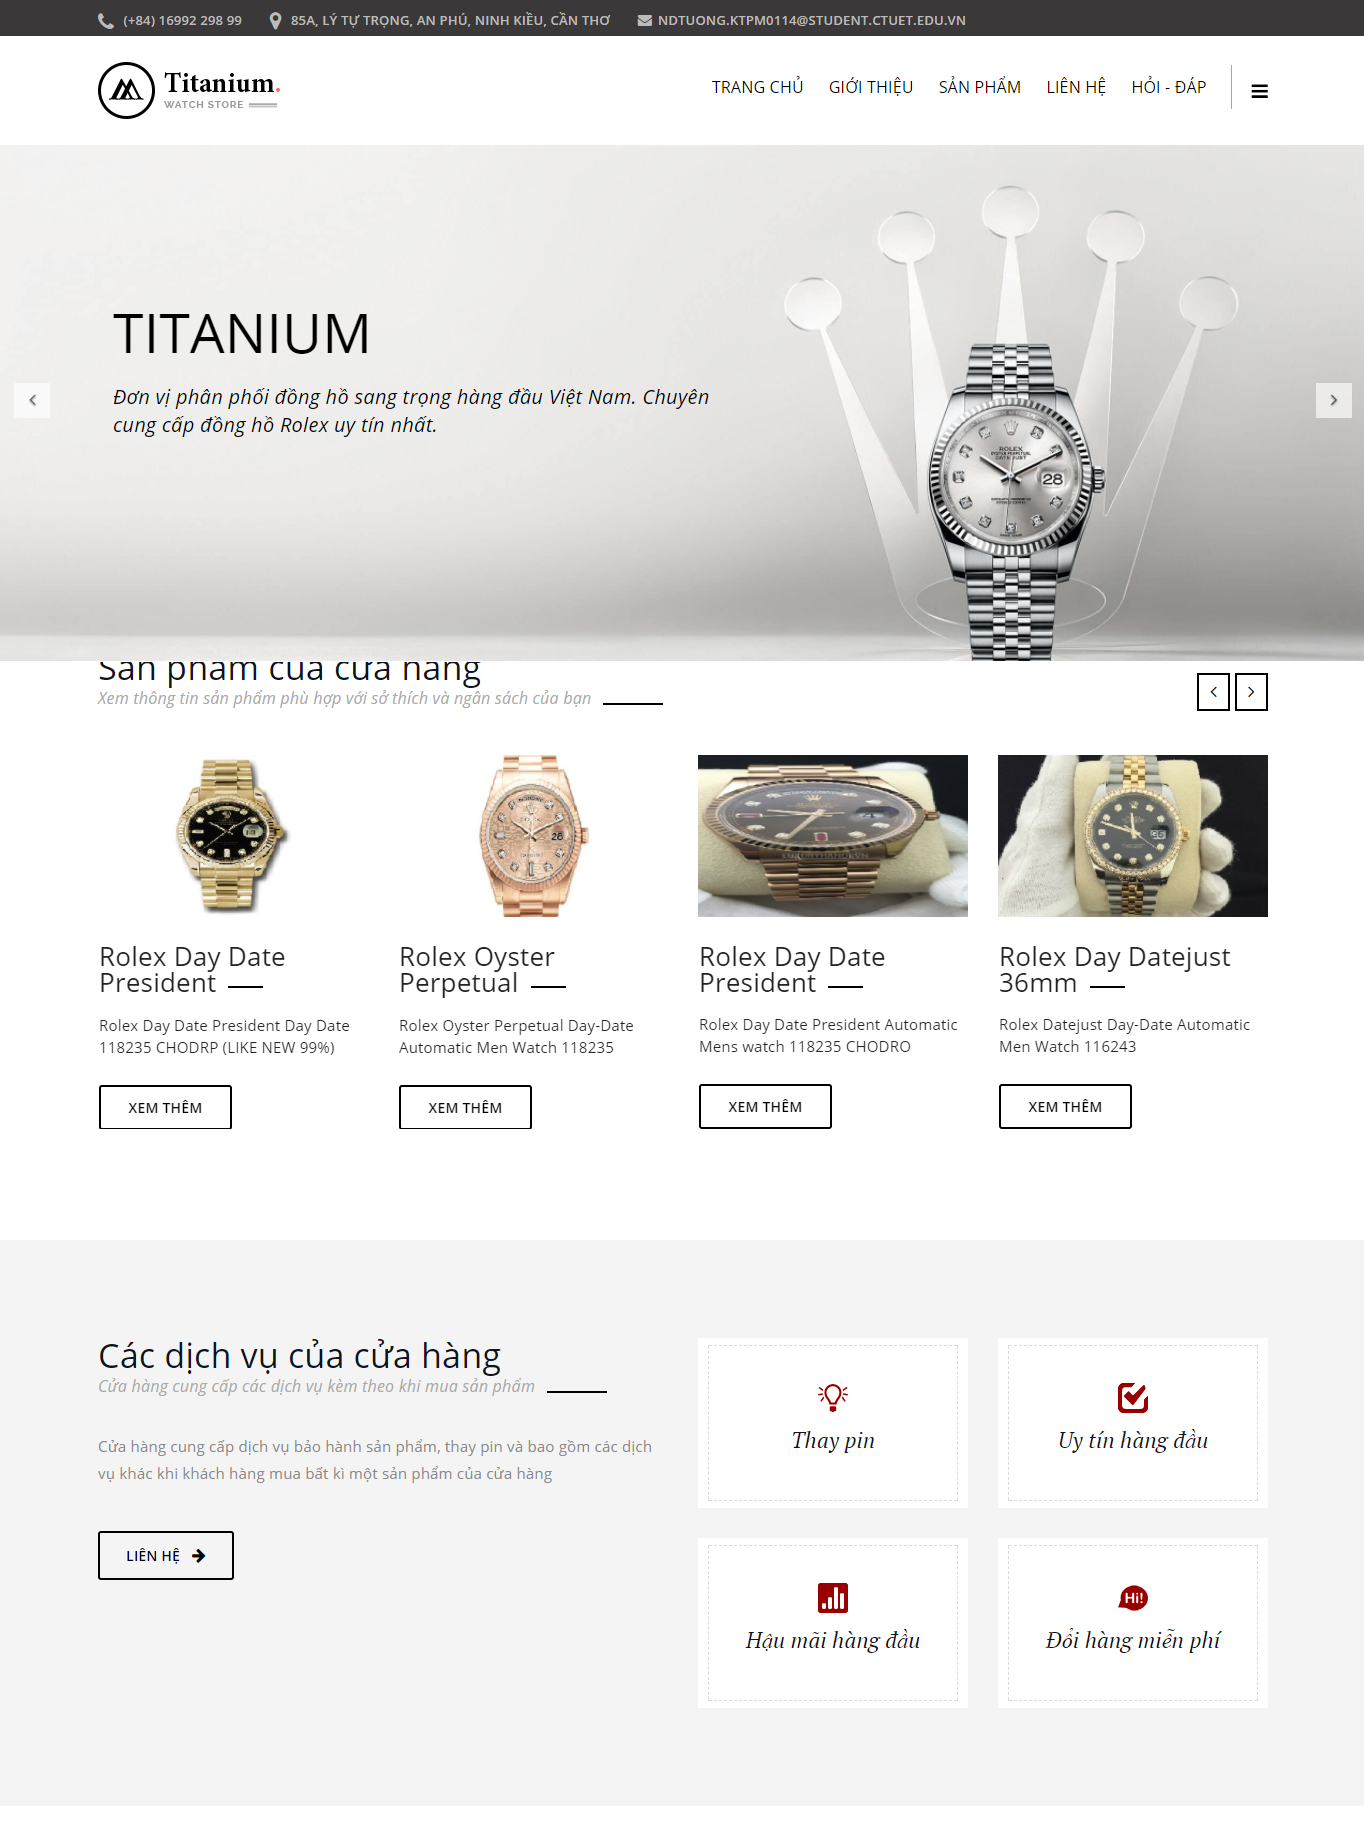 (+84) 16992 298 99
85A, LÝ TỰ TRỌNG, AN PHÚ, NINH KIỀU, CẦN THƠ
NDTUONG.KTPM0114@STUDENT.CTUET.EDU.VN
Titanium.
WATCH STORE
TRANG CHỦ
GIỚI THIỆU
SẢN PHẨM
LIÊN HỆ
HỎI - ĐÁP
TITANIUM
Đơn vị phân phối đồng hồ sang trọng hàng đầu Việt Nam. Chuyên
cung cấp đồng hồ Rolex uy tín nhất.
ROLEX
28
Sản phẩm của cửa hàng
Xem thông tin sản phẩm phù hợp với sở thích và ngân sách của bạn
Rolex Day Date
President
Rolex Day Date President Day Date
118235 CHODRP (LIKE NEW 99%)
XEM THÊM
Rolex Oyster
Perpetual
Rolex Oyster Perpetual Day-Date
Automatic Men Watch 118235
XEM THÊM
Rolex Day Date
President
Rolex Day Date President Automatic
Mens watch 118235 CHODRO
XEM THÊM
Rolex Day Datejust
36mm
Rolex Datejust Day-Date Automatic
Men Watch 116243
XEM THÊM
Các dịch vụ của cửa hàng
Cửa hàng cung cấp các dịch vụ kèm theo khi mua sản phẩm
Cửa hàng cung cấp dịch vụ bảo hành sản phẩm, thay pin và bao gồm các dịch
vụ khác khi khách hàng mua bất kì một sản phẩm của cửa hàng
LIÊN HỆ
Thay pin
Uy tín hàng đầu
Hậu mãi hàng đầu
Hi!
Đổi hàng miễn phí